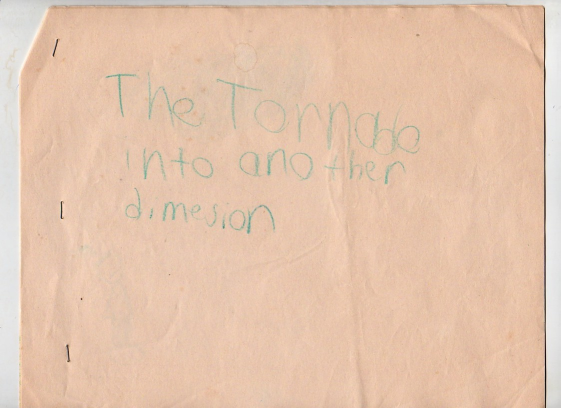 The Tornado
into another
dimesion